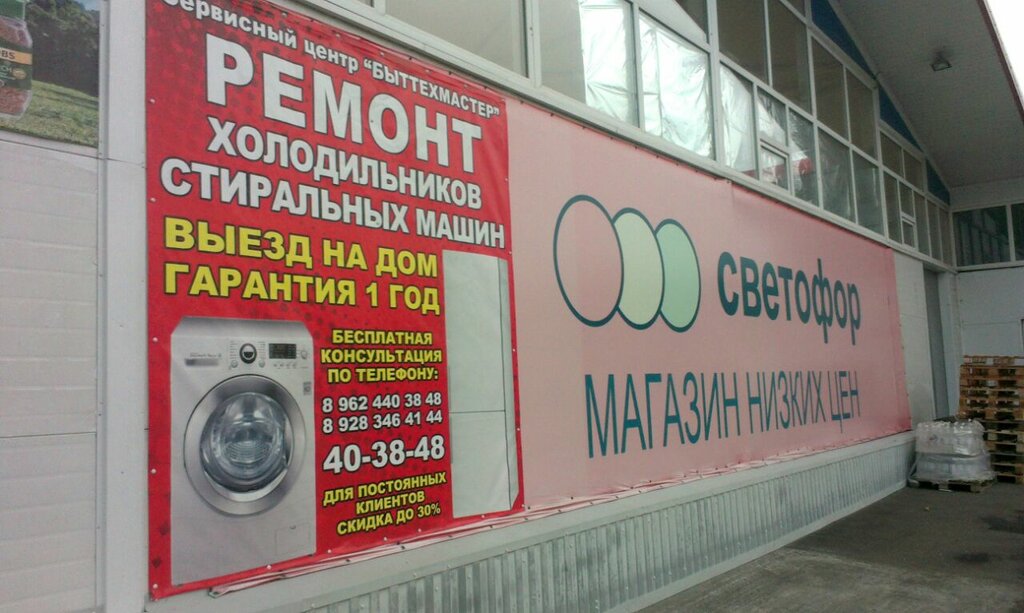 Сервисный центр "БЫТТЕХМАСТЕР"
РЕМОНТ
ХОЛОДИЛЬНИКОВ
СТИРАЛЬНЫХ МАШИН
ВЫЕЗД НА ДОМ
ГАРАНТИЯ 1 ГОД
БЕСПЛАТНАЯ
КОНСУЛЬТАЦИЯ
ПО ТЕЛЕФОНУ:
8 962 440 38 48
8 928 346 41 44
40-38-48
ДЛЯ ПОСТОЯННЫХ
КЛИЕНТОВ
СКИДКА ДО 30%
светофор
МАГАЗИН НИЗКИХ ЦЕН